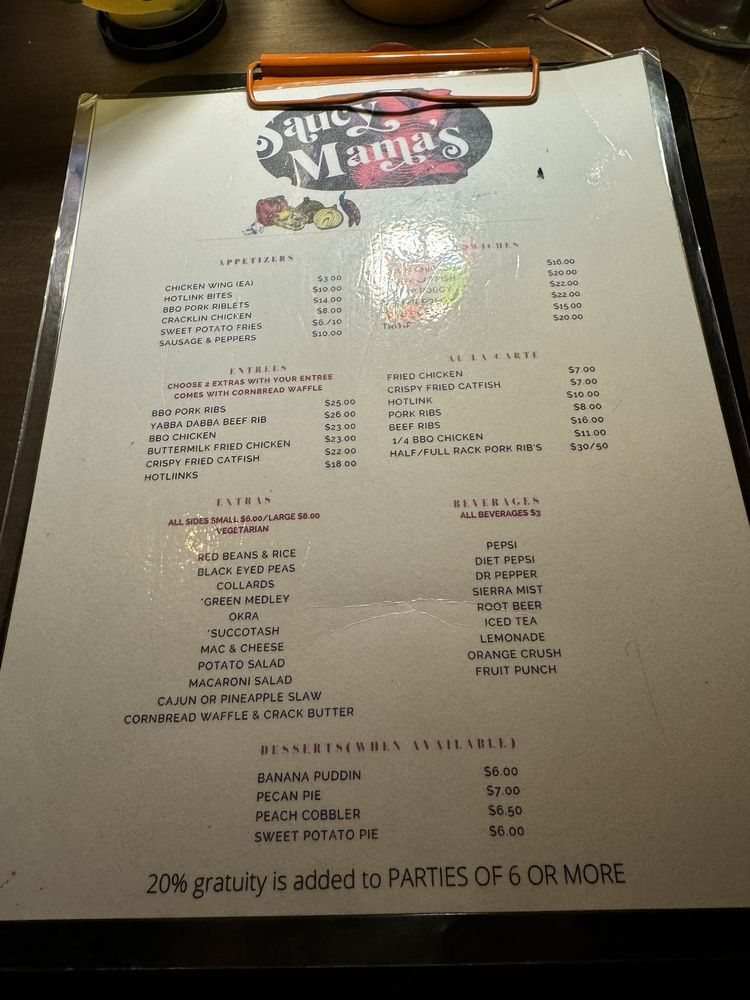 Saucy
Mama's
APPETIZERS
CHICKEN WING (EA) $3.00
HOTLINK BITES $10.00
BBQ PORK RIBLETS $14.00
CRACKLIN CHICKEN $8.00
SWEET POTATO FRIES $6./10
SAUSAGE & PEPPERS $10.00
$16.00
CATFISH $20.00
$22.00
$22.00
$15.00
$20.00
ENTREES
CHOOSE 2 EXTRAS WITH YOUR ENTREE
COMES WITH CORNBREAD WAFFLE
BBQ PORK RIBS $25.00
YABBA DABBA BEEF RIB $26.00
BBQ CHICKEN $23.00
BUTTERMILK FRIED CHICKEN $23.00
CRISPY FRIED CATFISH $22.00
HOTLIINKS $18.00
AU LA CARTE
FRIED CHICKEN $7.00
CRISPY FRIED CATFISH $7.00
HOTLINK $10.00
PORK RIBS $8.00
BEEF RIBS $16.00
1/4 BBQ CHICKEN $11.00
HALF/FULL RACK PORK RIB'S $30/50
EXTRAS
ALL SIDES SMALL $6.00/LARGE $8.00
VEGETARIAN
RED BEANS & RICE
BLACK EYED PEAS
COLLARDS
*GREEN MEDLEY
OKRA
*SUCCOTASH
MAC & CHEESE
POTATO SALAD
MACARONI SALAD
CAJUN OR PINEAPPLE SLAW
CORNBREAD WAFFLE & CRACK BUTTER
BEVERAGES
ALL BEVERAGES $3
PEPSI
DIET PEPSI
DR PEPPER
SIERRA MIST
ROOT BEER
ICED TEA
LEMONADE
ORANGE CRUSH
FRUIT PUNCH
DESSERTS(WHEN AVAILABLE)
BANANA PUDDIN $6.00
PECAN PIE $7.00
PEACH COBBLER $6.50
SWEET POTATO PIE $6.00
20% gratuity is added to PARTIES OF 6 OR MORE